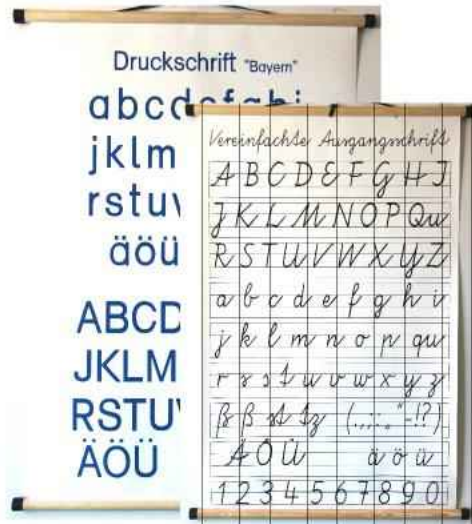 Druckschrift "Bayern"
abcdefghi
jklm
rstuv
äöü
ABCD
JKLM
RSTU
ÄÖÜ
Vereinfachte Ausgangsschrift
A B C D E F G H I
J K L M N O P Qu
R S T U V W X Y Z
a b c d e f g h i
j k l m n o p qu
r s s t u v w x y z
ß ß st tz (.,;:„"-!?)
Ä Ö Ü ä ö ü
1 2 3 4 5 6 7 8 9 0